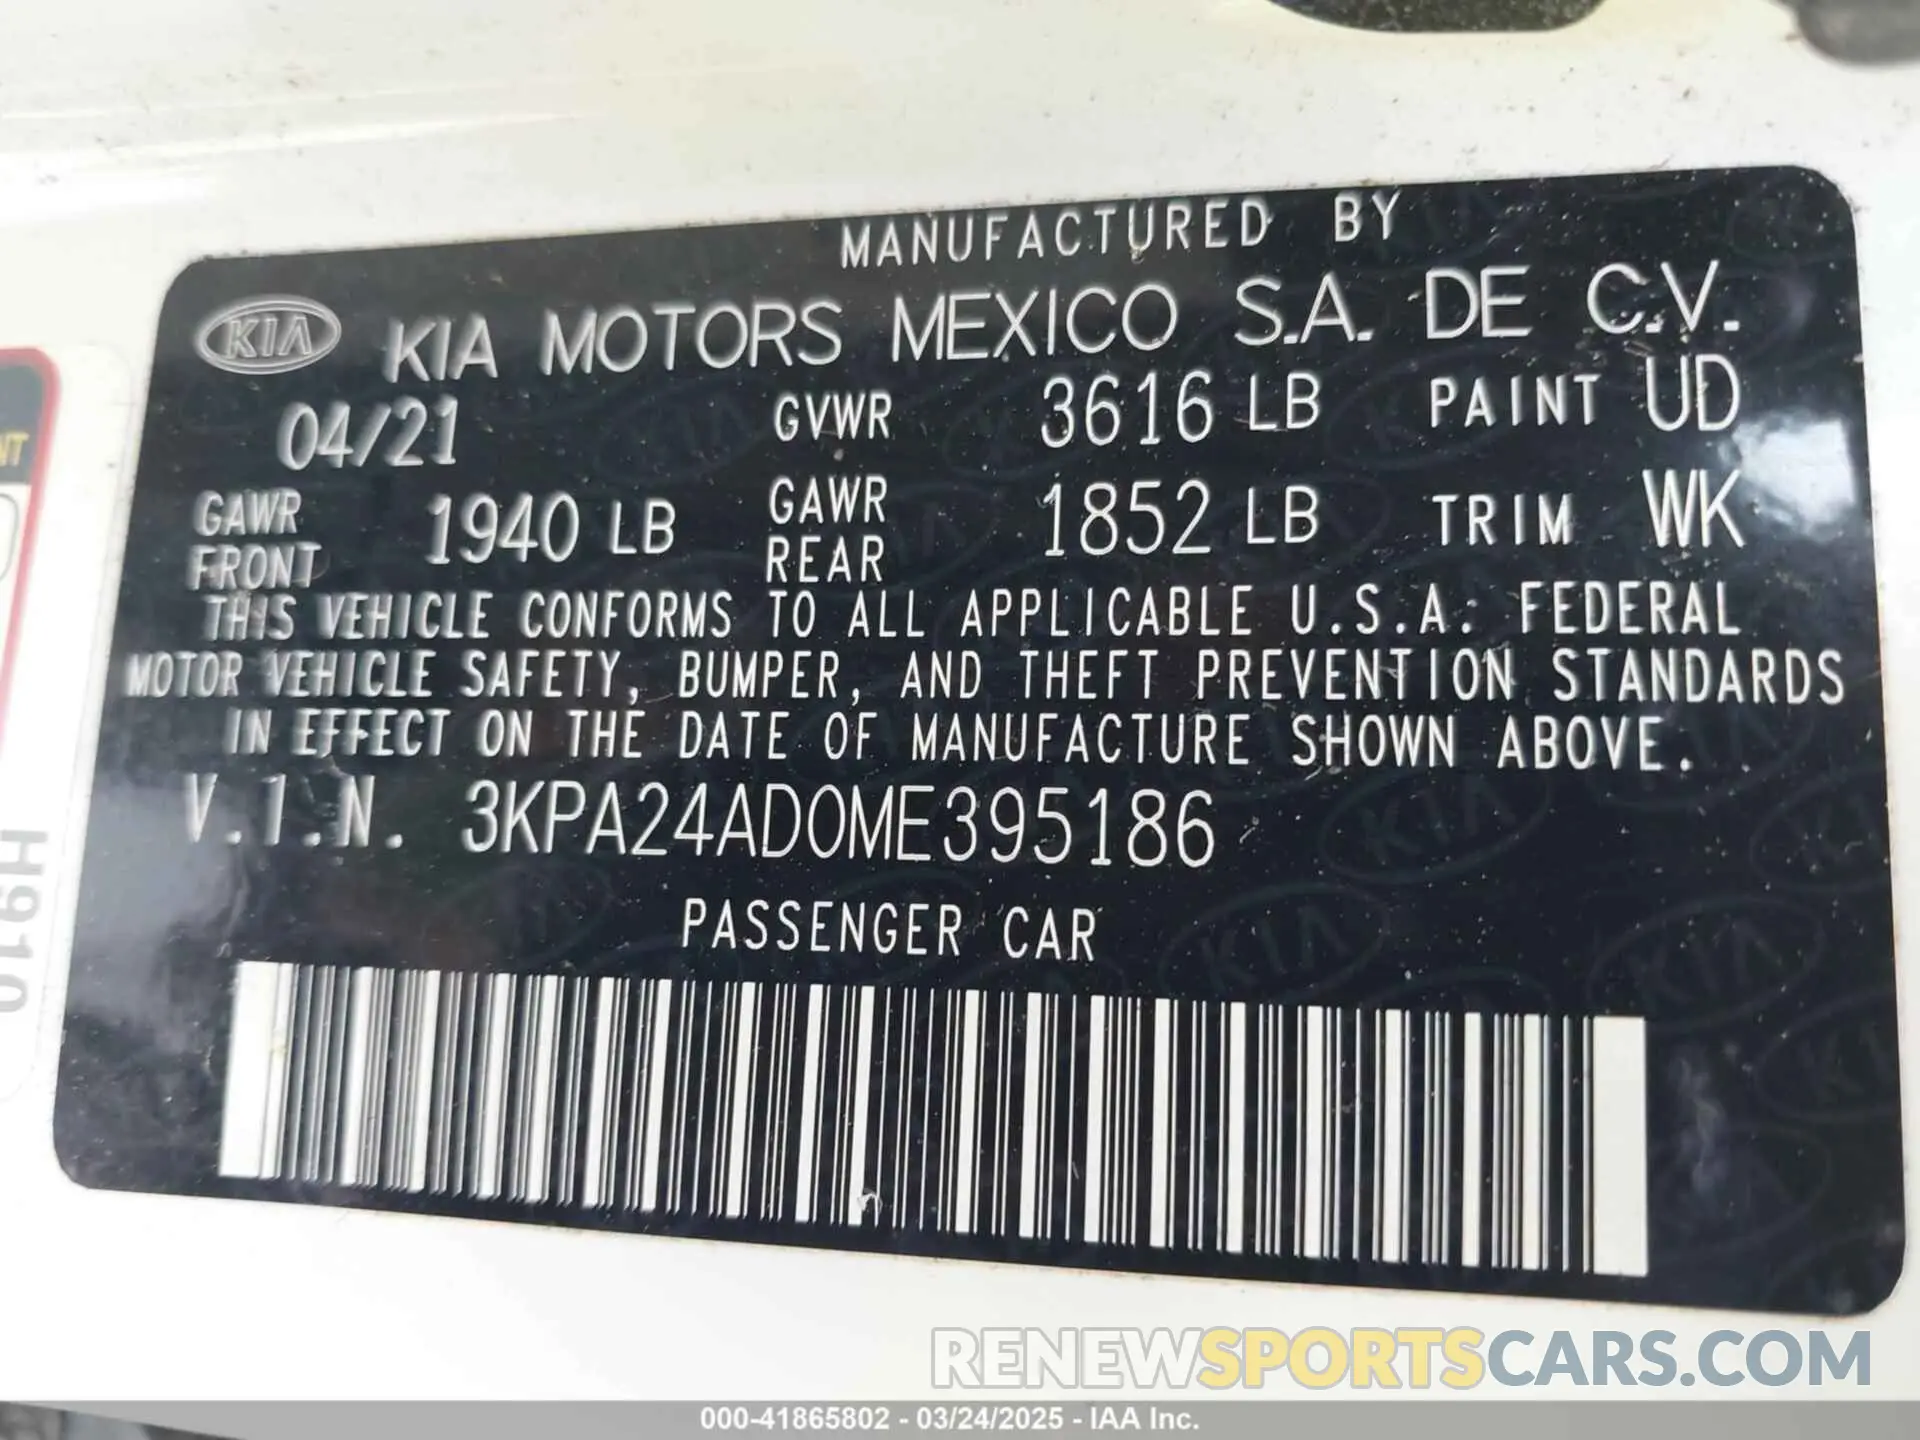 MANUFACTURED BY
KIA KIA MOTORS MEXICO S.A. DE C.V.
04/21 GVWR 3616 LB PAINT UD
GAWR FRONT 1940 LB GAWR REAR 1852 LB TRIM WK
THIS VEHICLE CONFORMS TO ALL APPLICABLE U.S.A. FEDERAL
MOTOR VEHICLE SAFETY, BUMPER, AND THEFT PREVENTION STANDARDS
IN EFFECT ON THE DATE OF MANUFACTURE SHOWN ABOVE.
V.I.N. 3KPA24AD0ME395186
PASSENGER CAR
H910
RENEWSPORTSCARS.COM
000-41865802 - 03/24/2025 - IAA Inc.